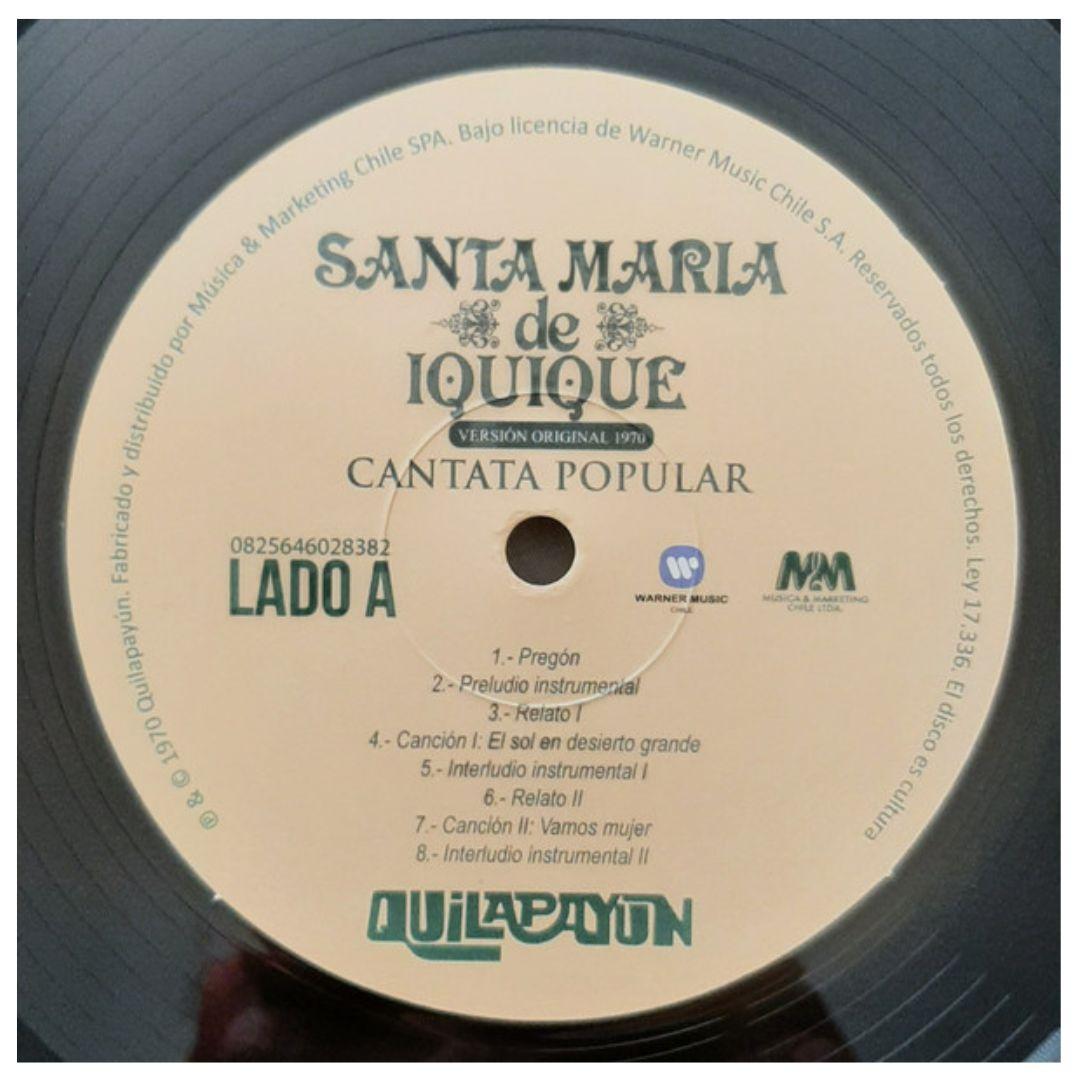 ℗ & © 1970 Quilapayún. Fabricado y distribuido por Música & Marketing Chile SPA. Bajo licencia de Warner Music Chile S.A. Reservados todos los derechos. Ley 17.336. El disco es cultura
SANTA MARIA
de
IQUIQUE
VERSIÓN ORIGINAL 1970
CANTATA POPULAR
0825646028382
LADO A
WARNER MUSIC
CHILE
M&M
MUSICA & MARKETING
CHILE LTDA.
1.- Pregón
2.- Preludio instrumental
3.- Relato I
4.- Canción I: El sol en desierto grande
5.- Interludio instrumental I
6.- Relato II
7.- Canción II: Vamos mujer
8.- Interludio instrumental II
QUILAPAYÚN